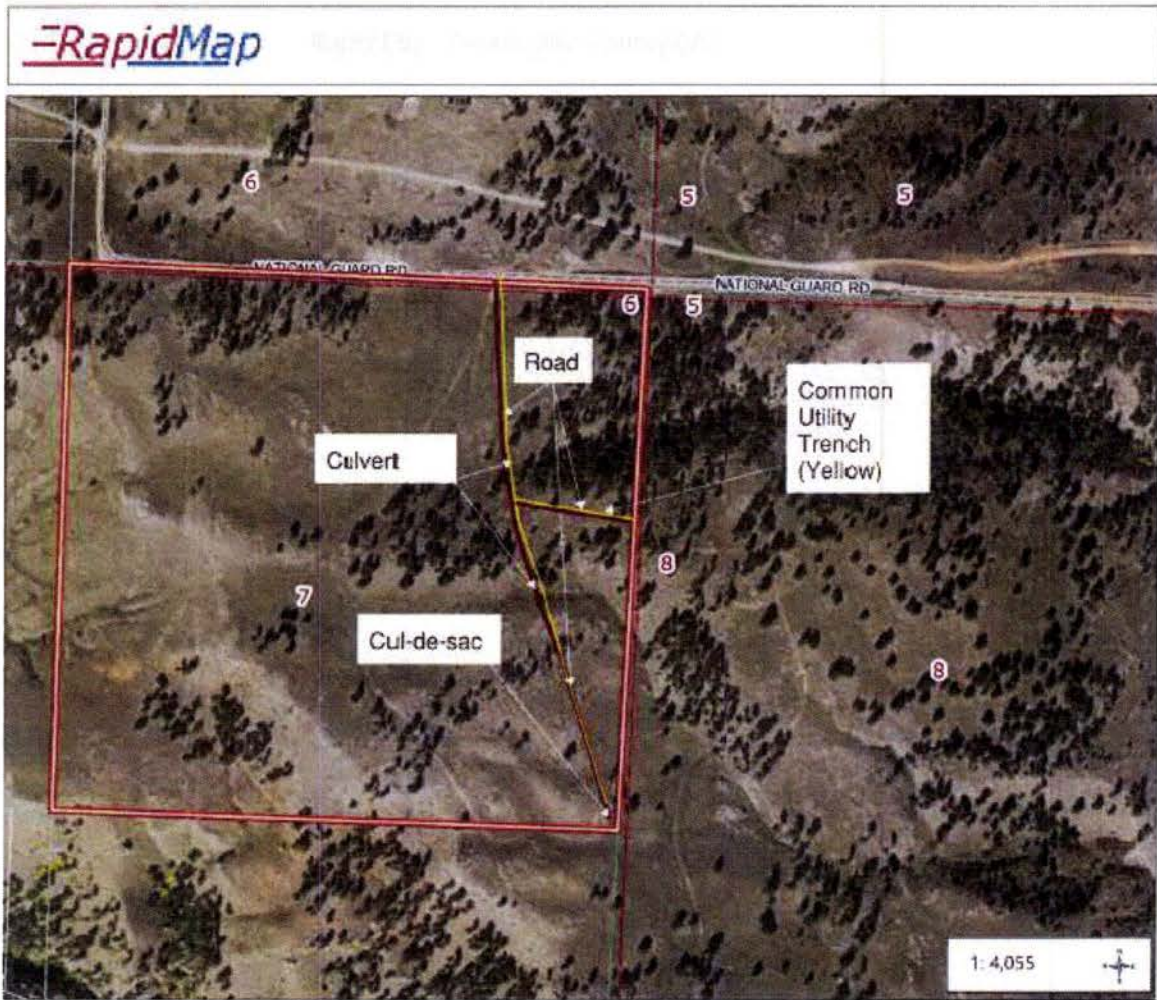 RapidMap
6
5
5
NATIONAL GUARD RD
NATIONAL GUARD RD
6
5
Road
Common
Utility
Trench
(Yellow)
Culvert
8
7
Cul-de-sac
8
1: 4,055